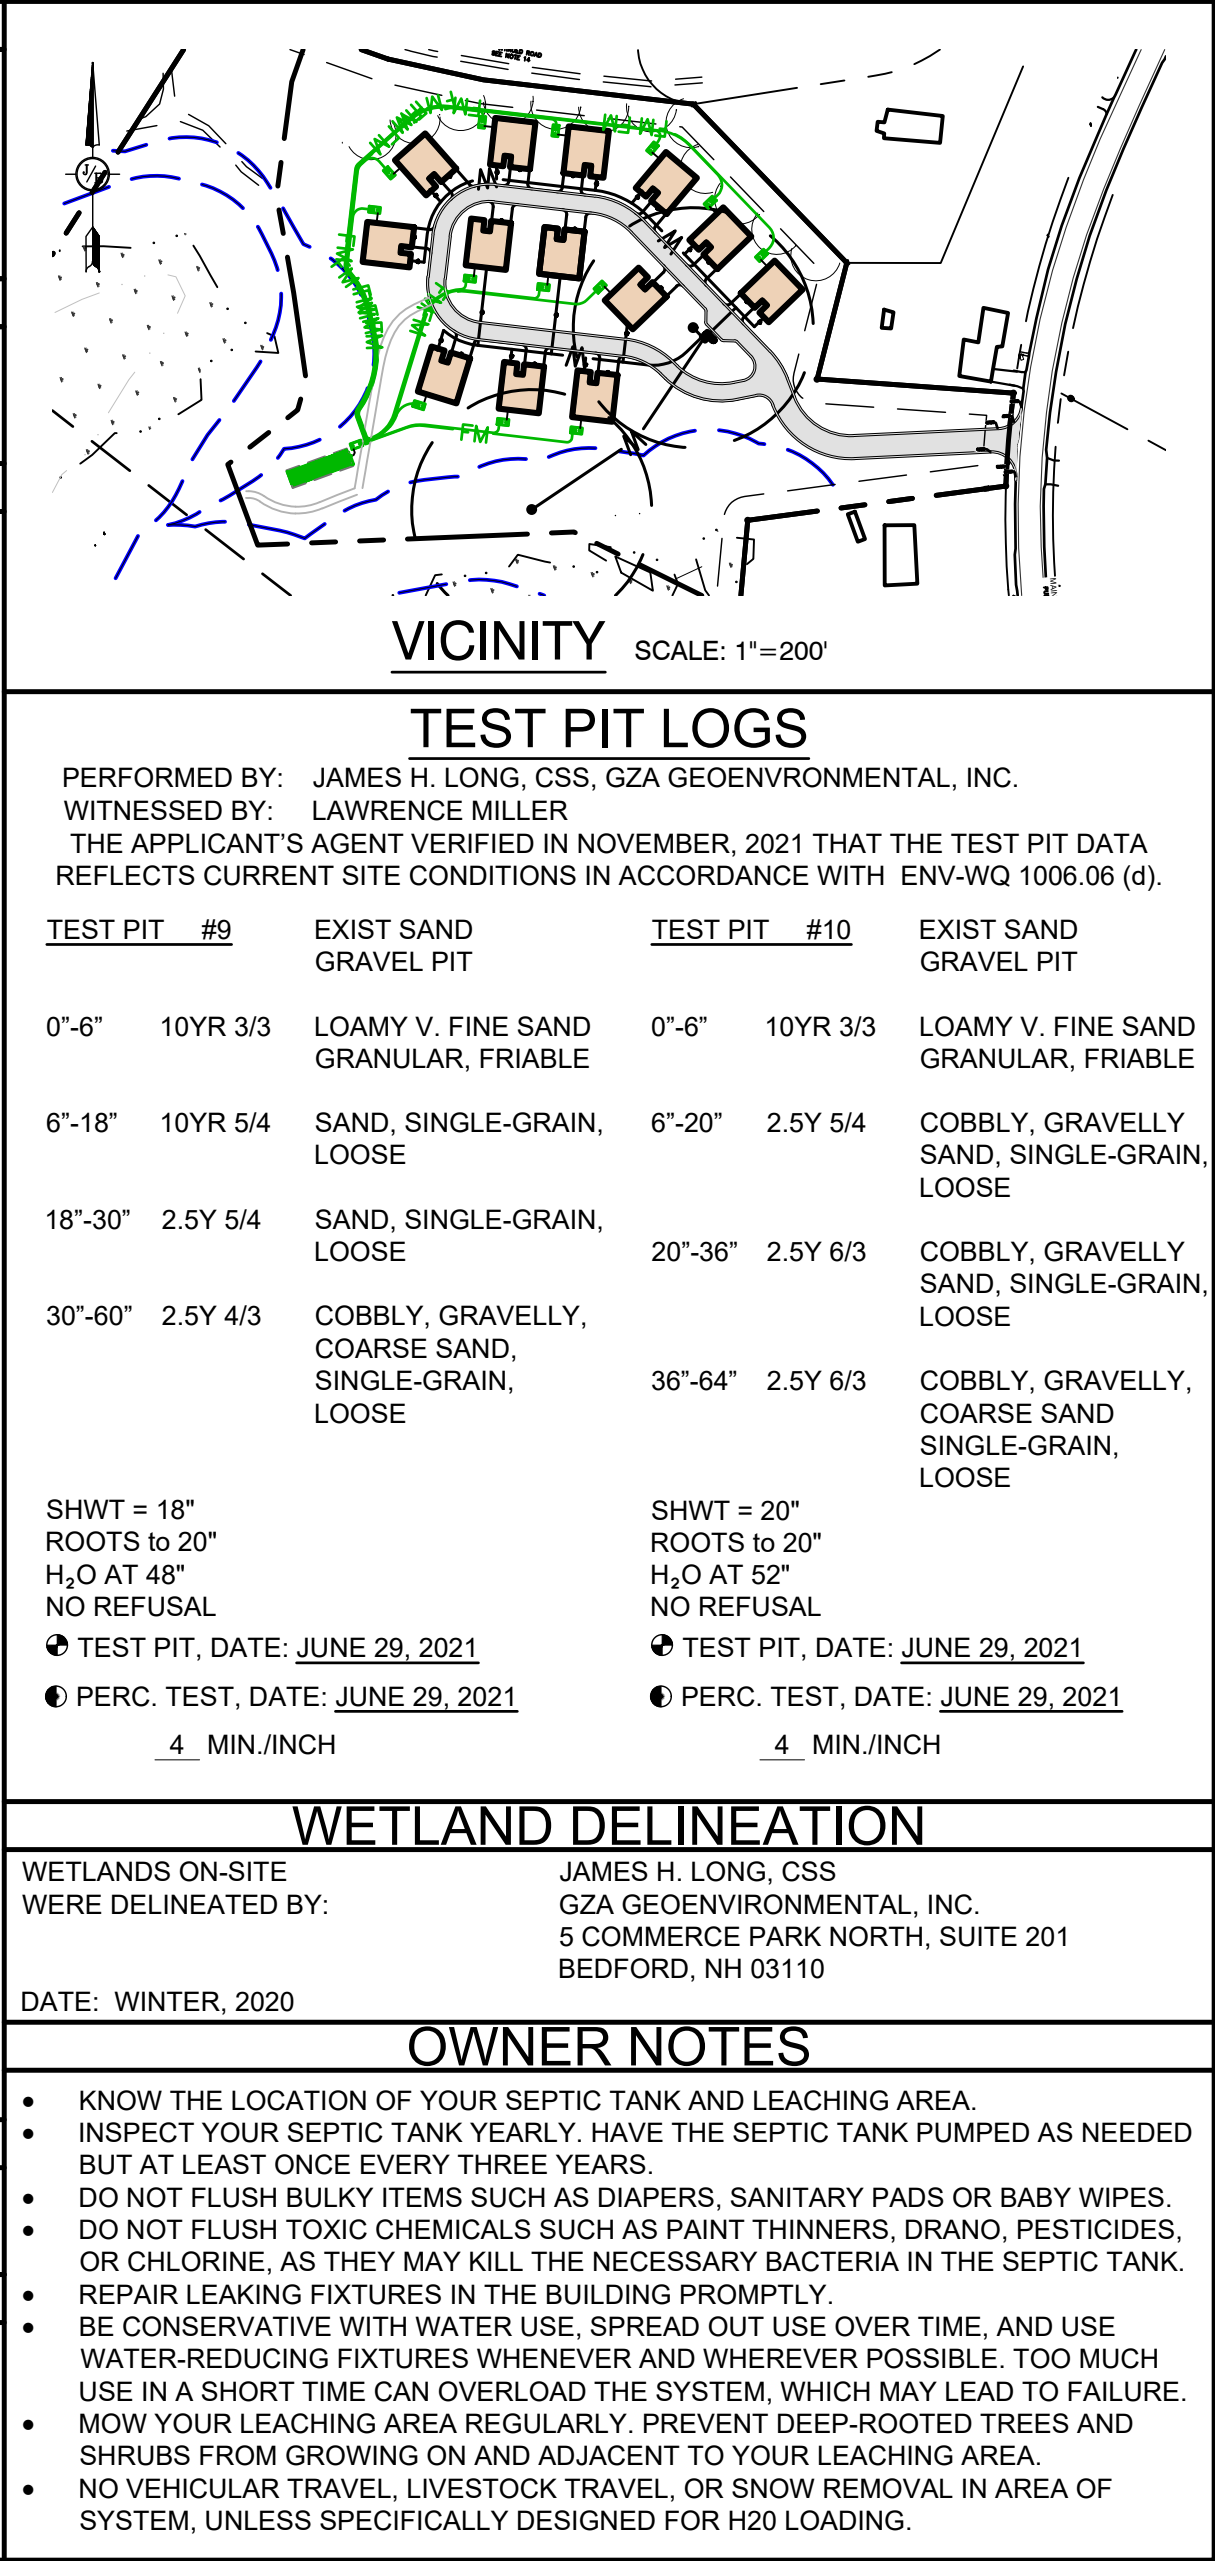 SEE NOTE 14
J/B
FM
VICINITY SCALE: 1"=200'
TEST PIT LOGS
PERFORMED BY: JAMES H. LONG, CSS, GZA GEOENVRONMENTAL, INC.
WITNESSED BY: LAWRENCE MILLER
THE APPLICANT'S AGENT VERIFIED IN NOVEMBER, 2021 THAT THE TEST PIT DATA
REFLECTS CURRENT SITE CONDITIONS IN ACCORDANCE WITH ENV-WQ 1006.06 (d).
TEST PIT #9 EXIST SAND
GRAVEL PIT
0”-6” 10YR 3/3 LOAMY V. FINE SAND
GRANULAR, FRIABLE
6”-18” 10YR 5/4 SAND, SINGLE-GRAIN,
LOOSE
18”-30” 2.5Y 5/4 SAND, SINGLE-GRAIN,
LOOSE
30”-60” 2.5Y 4/3 COBBLY, GRAVELLY,
COARSE SAND,
SINGLE-GRAIN,
LOOSE
SHWT = 18"
ROOTS to 20"
H₂O AT 48"
NO REFUSAL
TEST PIT, DATE: JUNE 29, 2021
PERC. TEST, DATE: JUNE 29, 2021
4 MIN./INCH
TEST PIT #10 EXIST SAND
GRAVEL PIT
0”-6” 10YR 3/3 LOAMY V. FINE SAND
GRANULAR, FRIABLE
6”-20” 2.5Y 5/4 COBBLY, GRAVELLY
SAND, SINGLE-GRAIN,
LOOSE
20”-36” 2.5Y 6/3 COBBLY, GRAVELLY
SAND, SINGLE-GRAIN,
LOOSE
36”-64” 2.5Y 6/3 COBBLY, GRAVELLY,
COARSE SAND
SINGLE-GRAIN,
LOOSE
SHWT = 20"
ROOTS to 20"
H₂O AT 52"
NO REFUSAL
TEST PIT, DATE: JUNE 29, 2021
PERC. TEST, DATE: JUNE 29, 2021
4 MIN./INCH
WETLAND DELINEATION
WETLANDS ON-SITE
WERE DELINEATED BY:
JAMES H. LONG, CSS
GZA GEOENVIRONMENTAL, INC.
5 COMMERCE PARK NORTH, SUITE 201
BEDFORD, NH 03110
DATE: WINTER, 2020
OWNER NOTES
• KNOW THE LOCATION OF YOUR SEPTIC TANK AND LEACHING AREA.
• INSPECT YOUR SEPTIC TANK YEARLY. HAVE THE SEPTIC TANK PUMPED AS NEEDED
BUT AT LEAST ONCE EVERY THREE YEARS.
• DO NOT FLUSH BULKY ITEMS SUCH AS DIAPERS, SANITARY PADS OR BABY WIPES.
• DO NOT FLUSH TOXIC CHEMICALS SUCH AS PAINT THINNERS, DRANO, PESTICIDES,
OR CHLORINE, AS THEY MAY KILL THE NECESSARY BACTERIA IN THE SEPTIC TANK.
• REPAIR LEAKING FIXTURES IN THE BUILDING PROMPTLY.
• BE CONSERVATIVE WITH WATER USE, SPREAD OUT USE OVER TIME, AND USE
WATER-REDUCING FIXTURES WHENEVER AND WHEREVER POSSIBLE. TOO MUCH
USE IN A SHORT TIME CAN OVERLOAD THE SYSTEM, WHICH MAY LEAD TO FAILURE.
• MOW YOUR LEACHING AREA REGULARLY. PREVENT DEEP-ROOTED TREES AND
SHRUBS FROM GROWING ON AND ADJACENT TO YOUR LEACHING AREA.
• NO VEHICULAR TRAVEL, LIVESTOCK TRAVEL, OR SNOW REMOVAL IN AREA OF
SYSTEM, UNLESS SPECIFICALLY DESIGNED FOR H20 LOADING.